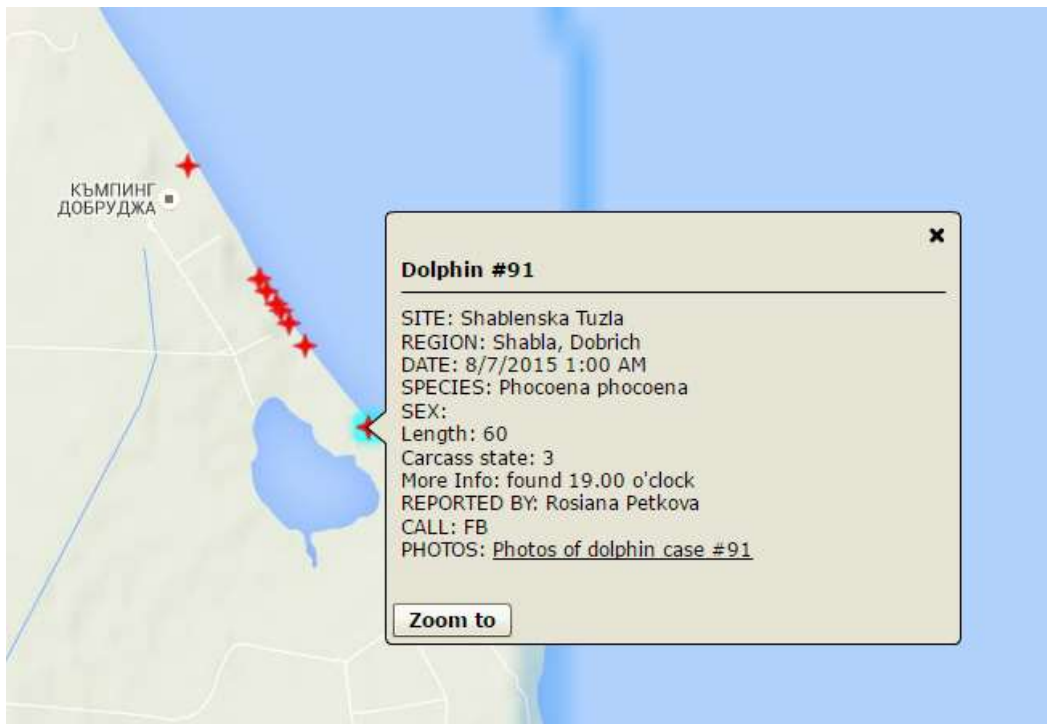 КЪМПИНГ
ДОБРУДЖА
Dolphin #91
SITE: Shablenska Tuzla
REGION: Shabla, Dobrich
DATE: 8/7/2015 1:00 AM
SPECIES: Phocoena phocoena
SEX:
Length: 60
Carcass state: 3
More Info: found 19.00 o'clock
REPORTED BY: Rosiana Petkova
CALL: FB
PHOTOS: Photos of dolphin case #91
Zoom to